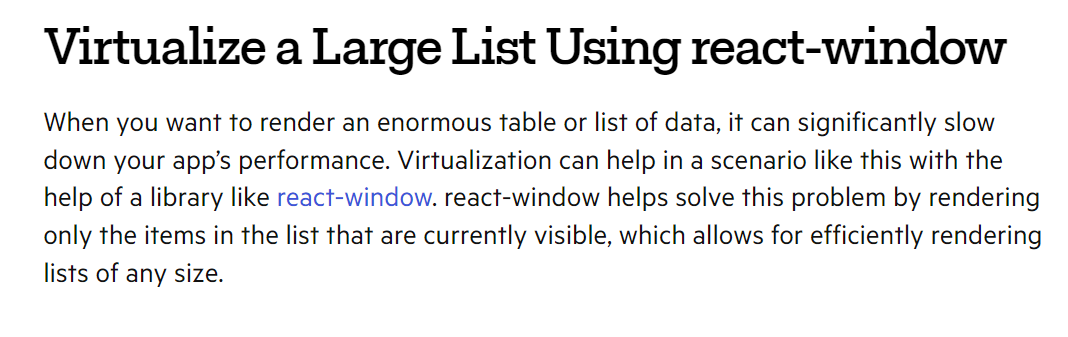 Virtualize a Large List Using react-window
When you want to render an enormous table or list of data, it can significantly slow
down your app’s performance. Virtualization can help in a scenario like this with the
help of a library like react-window. react-window helps solve this problem by rendering
only the items in the list that are currently visible, which allows for efficiently rendering
lists of any size.